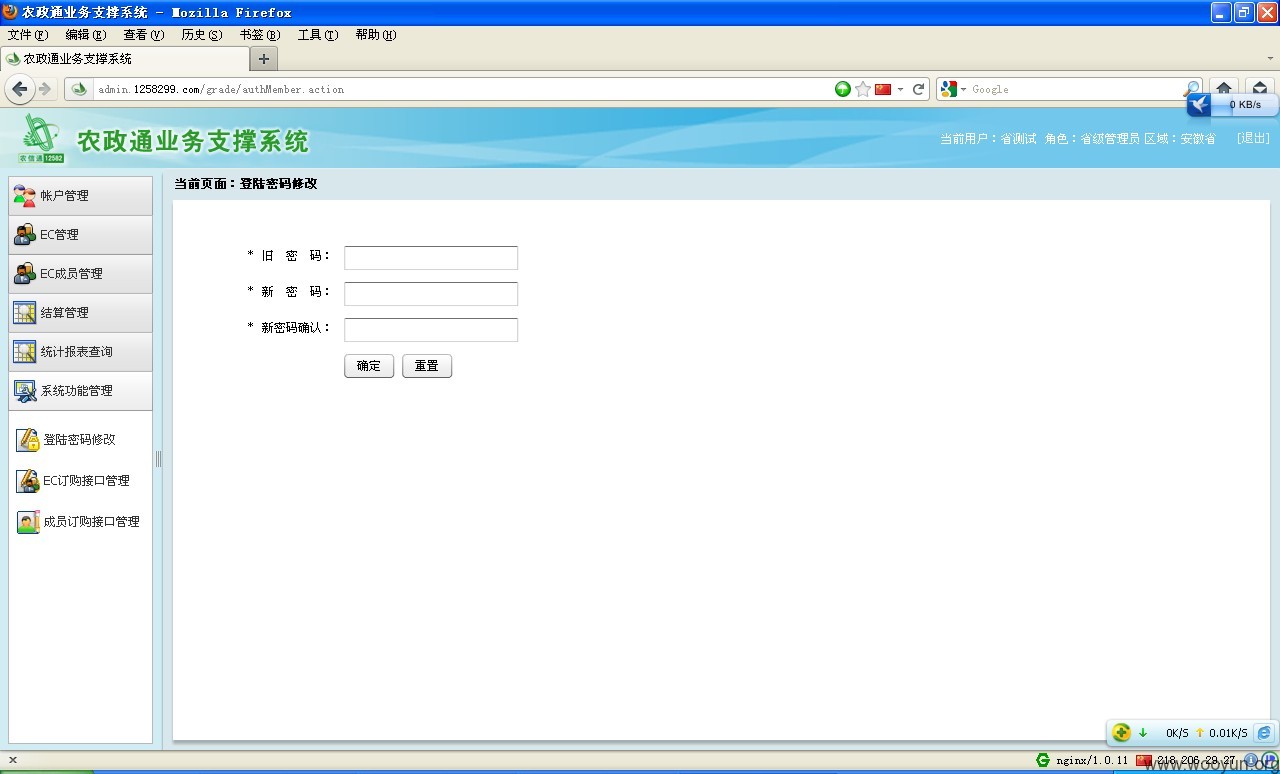 农政通业务支撑系统 - Mozilla Firefox
文件(F) 编辑(E) 查看(V) 历史(S) 书签(B) 工具(T) 帮助(H)
农政通业务支撑系统
admin.1258299.com/grade/authMember.action
Google
0 KB/s
农信通12582
农政通业务支撑系统
当前用户：省测试 角色：省级管理员 区域：安徽省 [退出]
当前页面：登陆密码修改
帐户管理
EC管理
EC成员管理
结算管理
统计报表查询
系统功能管理
登陆密码修改
EC订购接口管理
成员订购接口管理
* 旧 密 码：
* 新 密 码：
* 新密码确认：
确定 重置
0K/S 0.01K/S
nginx/1.0.11
www.wooyun.org